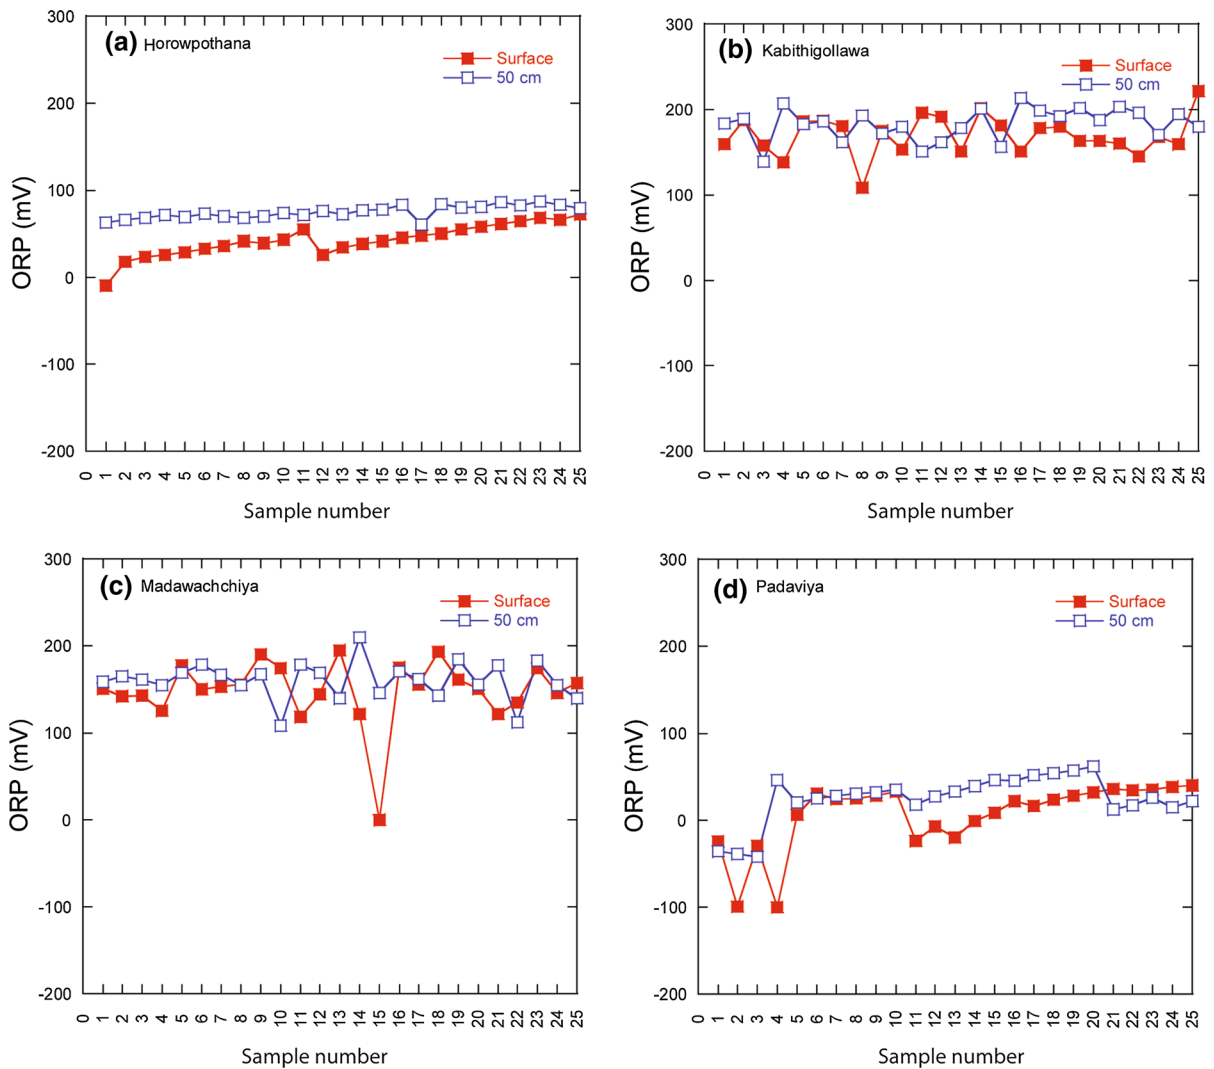 (a) Horowpothana
Surface
50 cm
300
200
100
0
-100
-200
ORP (mV)
0 1 2 3 4 5 6 7 8 9 10 11 12 13 14 15 16 17 18 19 20 21 22 23 24 25
Sample number
(b) Kabithigollawa
Surface
50 cm
300
200
100
0
-100
-200
ORP (mV)
0 1 2 3 4 5 6 7 8 9 10 11 12 13 14 15 16 17 18 19 20 21 22 23 24 25
Sample number
(c) Madawachchiya
Surface
50 cm
300
200
100
0
-100
-200
ORP (mV)
0 1 2 3 4 5 6 7 8 9 10 11 12 13 14 15 16 17 18 19 20 21 22 23 24 25
Sample number
(d) Padaviya
Surface
50 cm
300
200
100
0
-100
-200
ORP (mV)
0 1 2 3 4 5 6 7 8 9 10 11 12 13 14 15 16 17 18 19 20 21 22 23 24 25
Sample number